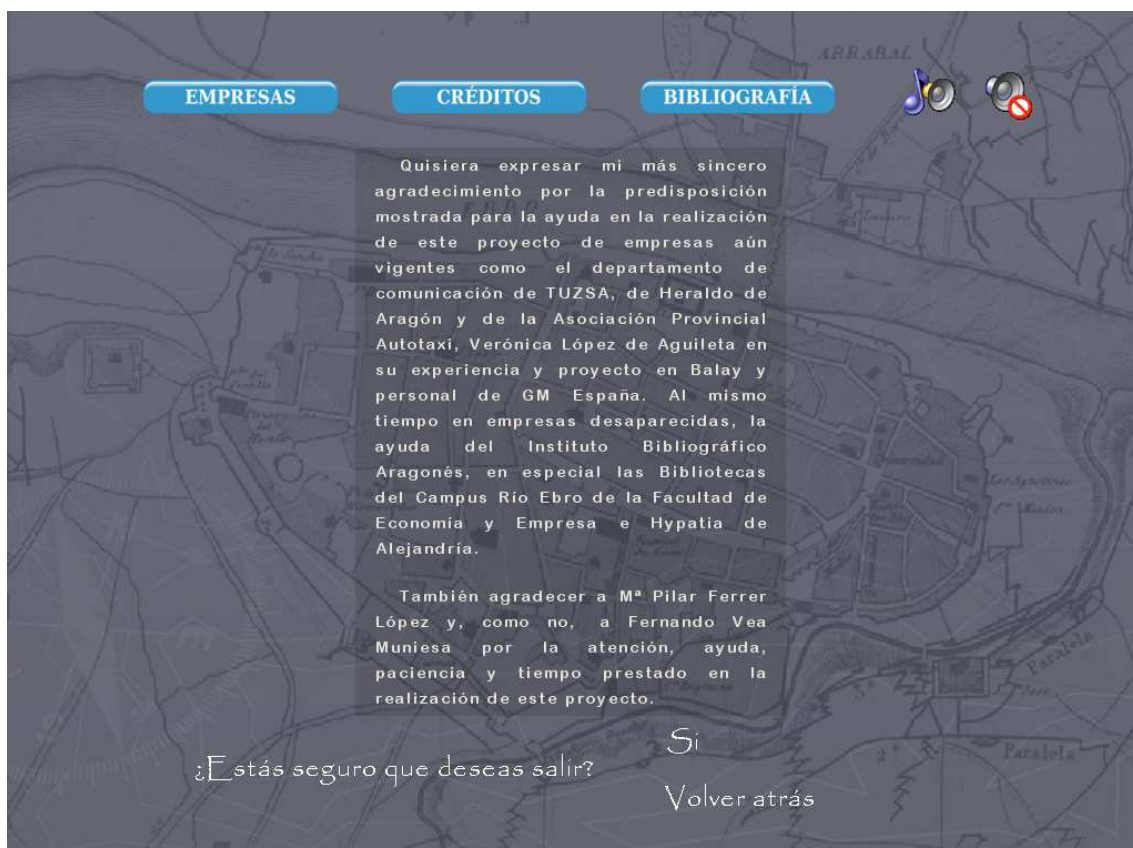 ARRABAL
EMPRESAS
CRÉDITOS
BIBLIOGRAFÍA
Quisiera expresar mi más sincero
agradecimiento por la predisposición
mostrada para la ayuda en la realización
de este proyecto de empresas aún
vigentes como el departamento de
comunicación de TUZSA, de Heraldo de
Aragón y de la Asociación Provincial
Autotaxi, Verónica López de Aguileta en
su experiencia y proyecto en Balay y
personal de GM España. Al mismo
tiempo en empresas desaparecidas, la
ayuda del Instituto Bibliográfico
Aragonés, en especial las Bibliotecas
del Campus Río Ebro de la Facultad de
Economía y Empresa e Hypatia de
Alejandría.
También agradecer a Mª Pilar Ferrer
López y, como no, a Fernando Vea
Muniesa por la atención, ayuda,
paciencia y tiempo prestado en la
realización de este proyecto.
Paralela
2ª Paralela
¿Estás seguro que deseas salir?
Si
Volver atrás